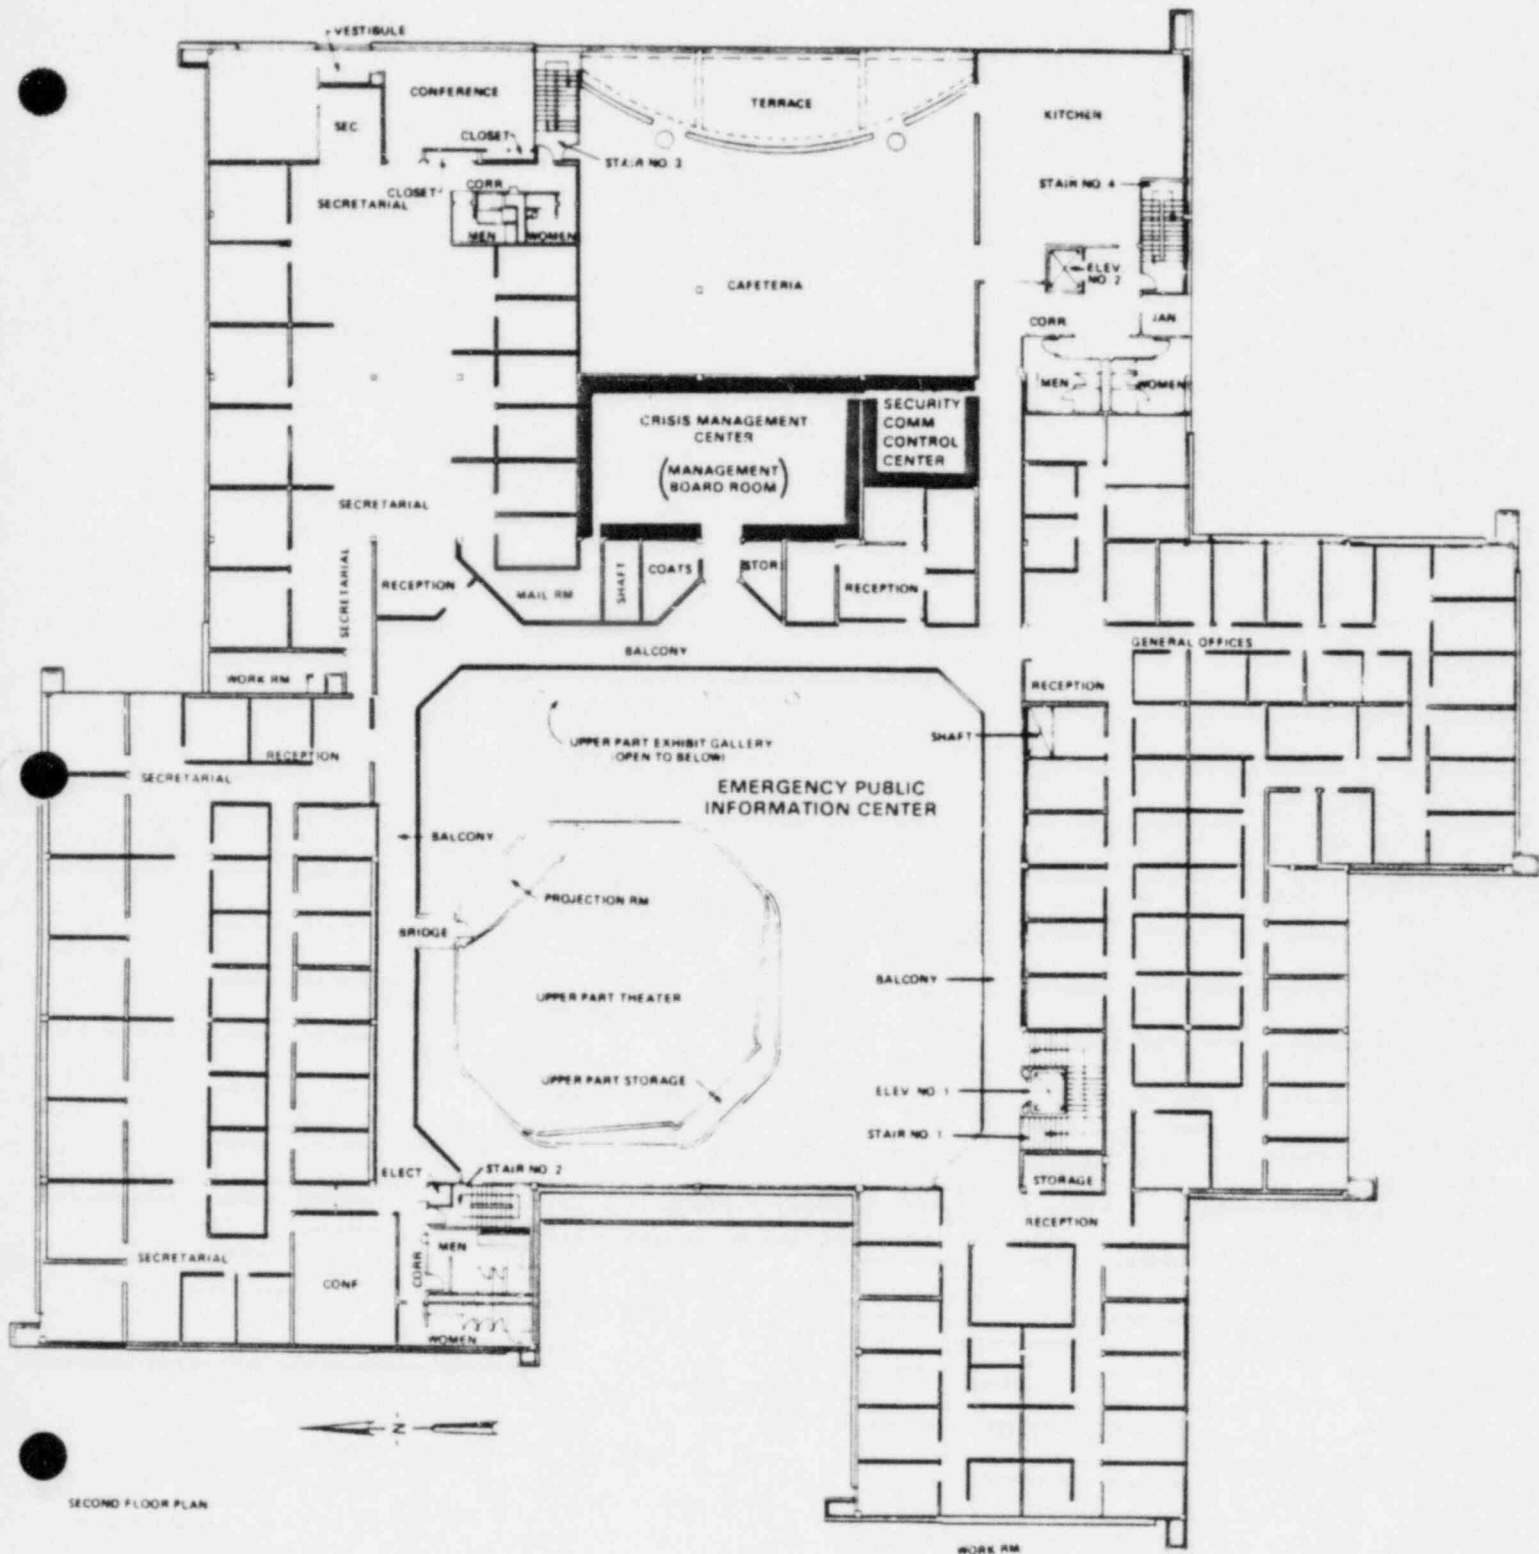 VESTIBULE
CONFERENCE
TERRACE
KITCHEN
SEC.
CLOSET
STAIR NO. 3
STAIR NO. 4
CORR.
CLOSET
SECRETARIAL
MEN
WOMEN
ELEV
NO. 2
CAFETERIA
CORR.
JAN
MEN
WOMEN
CRISIS MANAGEMENT
CENTER
(MANAGEMENT
BOARD ROOM)
SECURITY
COMM
CONTROL
CENTER
SECRETARIAL
SECRETARIAL
RECEPTION
MAIL RM
SHAFT
COATS
STOR.
RECEPTION
BALCONY
GENERAL OFFICES
WORK RM
RECEPTION
SHAFT
UPPER PART EXHIBIT GALLERY
(OPEN TO BELOW)
RECEPTION
SECRETARIAL
EMERGENCY PUBLIC
INFORMATION CENTER
BALCONY
PROJECTION RM
BRIDGE
BALCONY
UPPER PART THEATER
UPPER PART STORAGE
ELEV NO. 1
STAIR NO. 1
ELECT
STAIR NO. 2
STORAGE
RECEPTION
MEN
SECRETARIAL
CORR
CONF
WOMEN
N
SECOND FLOOR PLAN
WORK RM